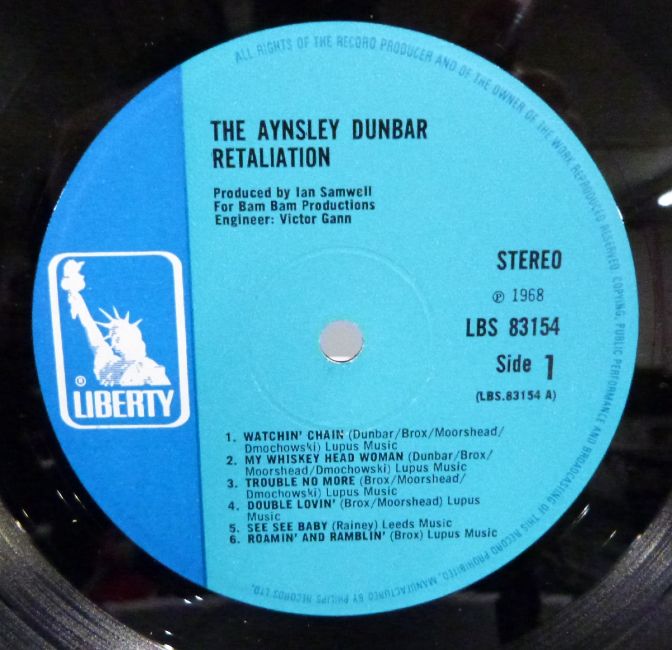 ALL RIGHTS OF THE RECORD PRODUCER AND OF THE OWNER OF THE WORK REPRODUCED RESERVED. COPYING, PUBLIC PERFORMANCE AND BROADCASTING OF THIS RECORD PROHIBITED. MANUFACTURED BY PHILIPS RECORDS LTD.
THE AYNSLEY DUNBAR
RETALIATION
Produced by Ian Samwell
For Bam Bam Productions
Engineer: Victor Gann
STEREO
℗ 1968
LBS 83154
Side 1
(LBS.83154 A)
® LIBERTY
1. WATCHIN' CHAIN (Dunbar/Brox/Moorshead/
Dmochowski) Lupus Music
2. MY WHISKEY HEAD WOMAN (Dunbar/Brox/
Moorshead/Dmochowski) Lupus Music
3. TROUBLE NO MORE (Brox/Moorshead/
Dmochowski) Lupus Music
4. DOUBLE LOVIN' (Brox/Moorshead) Lupus
Music
5. SEE SEE BABY (Rainey) Leeds Music
6. ROAMIN' AND RAMBLIN' (Brox) Lupus Music